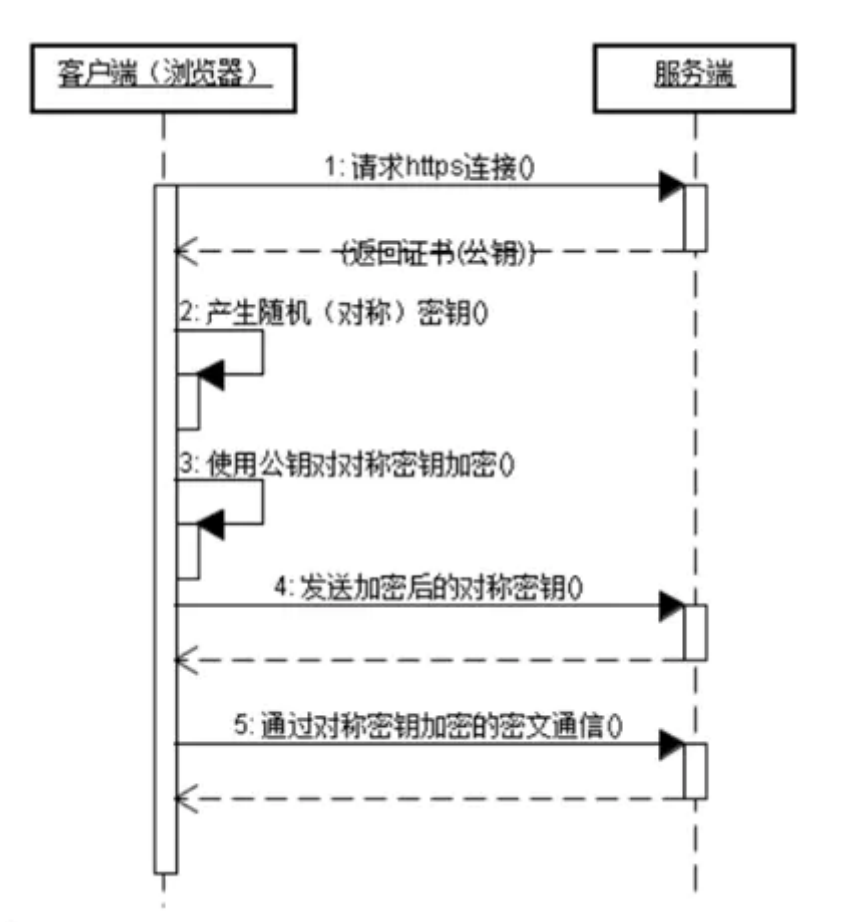 客户端（浏览器）
服务端
1: 请求https连接()
{返回证书(公钥)}
2: 产生随机（对称）密钥()
3: 使用公钥对对称密钥加密()
4: 发送加密后的对称密钥()
5: 通过对称密钥加密的密文通信()